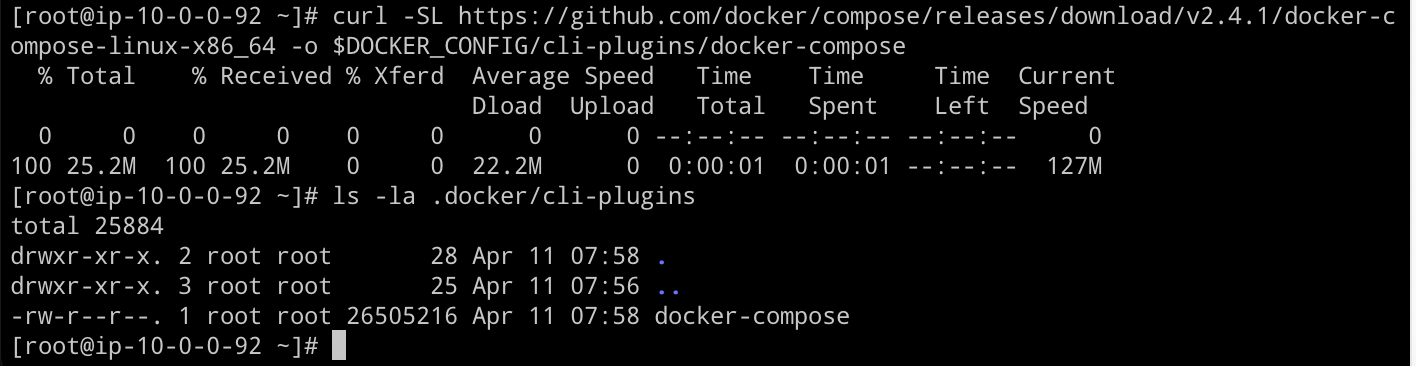 [root@ip-10-0-0-92 ~]# curl -SL https://github.com/docker/compose/releases/download/v2.4.1/docker-c
ompose-linux-x86_64 -o $DOCKER_CONFIG/cli-plugins/docker-compose
  % Total    % Received % Xferd  Average Speed   Time    Time     Time  Current
                                 Dload  Upload   Total   Spent    Left  Speed
  0     0    0     0    0     0      0      0 --:--:-- --:--:-- --:--:--     0
100 25.2M  100 25.2M    0     0  22.2M      0  0:00:01  0:00:01 --:--:--  127M
[root@ip-10-0-0-92 ~]# ls -la .docker/cli-plugins
total 25884
drwxr-xr-x. 2 root root       28 Apr 11 07:58 .
drwxr-xr-x. 3 root root       25 Apr 11 07:56 ..
-rw-r--r--. 1 root root 26505216 Apr 11 07:58 docker-compose
[root@ip-10-0-0-92 ~]#